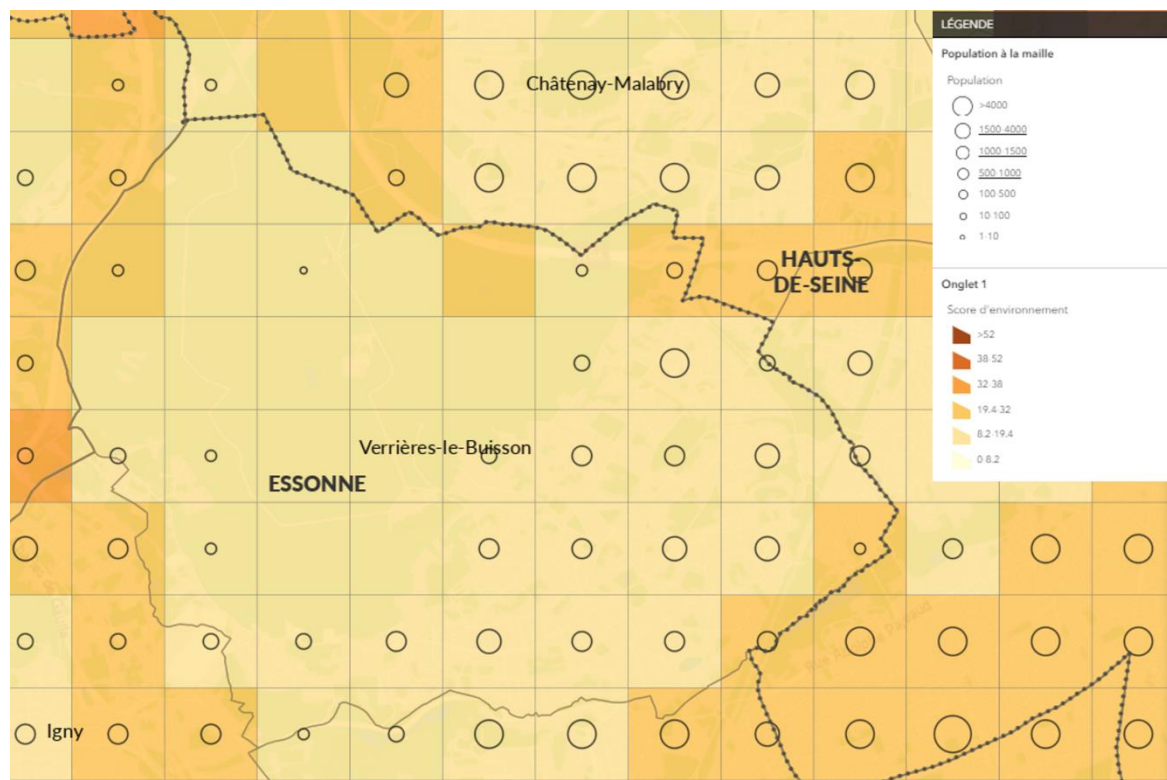 LÉGENDE
Population à la maille
Population
>4000
1500-4000
1000-1500
500-1000
100-500
10-100
1-10
Onglet 1
Score d'environnement
>52
38-52
32-38
19.4-32
8.2-19.4
0-8.2
Châtenay-Malabry
HAUTS-
DE-SEINE
Verrières-le-Buisson
ESSONNE
Igny